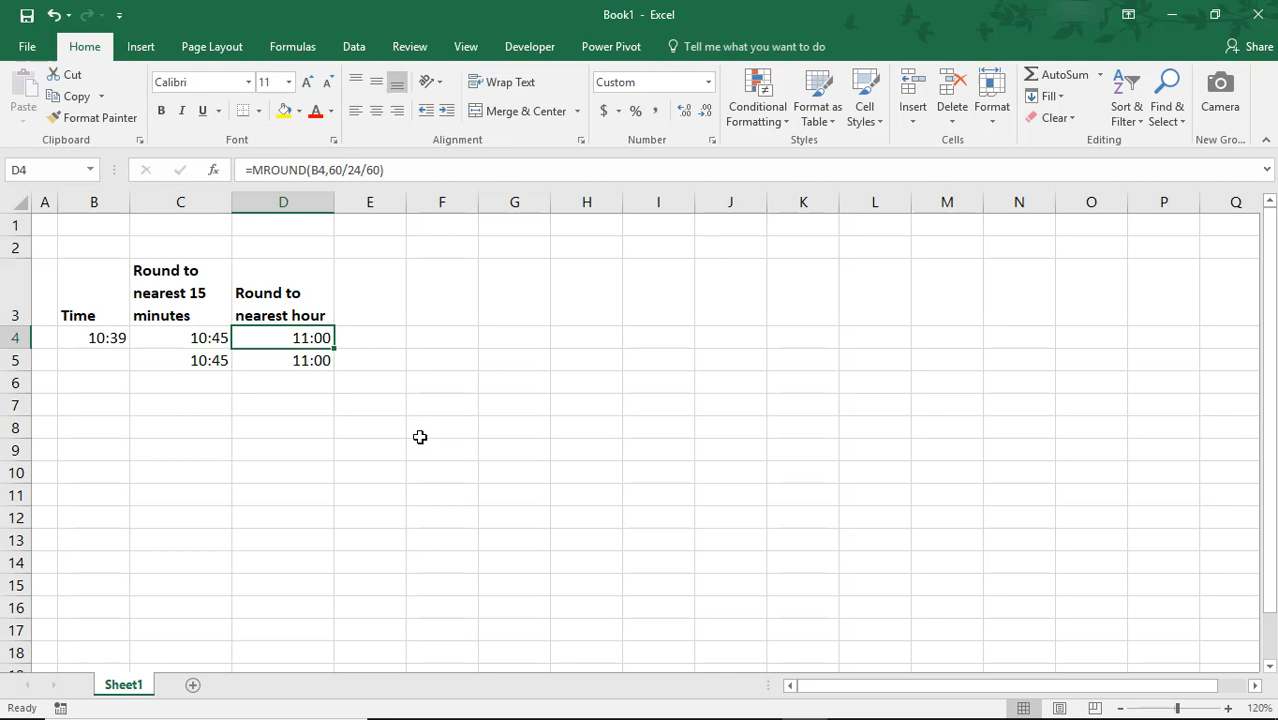 Book1 - Excel
File Home Insert Page Layout Formulas Data Review View Developer Power Pivot Tell me what you want to do Share
Paste
Cut
Copy
Format Painter
Clipboard
Calibri 11
B I U
A A
Font
Wrap Text
Merge & Center
Alignment
Custom
$ % ,
Number
Conditional
Formatting
Format as
Table
Cell
Styles
Styles
Insert
Delete
Format
Cells
AutoSum
Fill
Clear
Sort &
Filter
Find &
Select
Editing
Camera
New Gro...
D4 fx =MROUND(B4,60/24/60)
A B C D E F G H I J K L M N O P Q
1
2
3 Time Round to nearest 15 minutes Round to nearest hour
4 10:39 10:45 11:00
5 10:45 11:00
6
7
8
9
10
11
12
13
14
15
16
17
18
Sheet1
Ready 120%